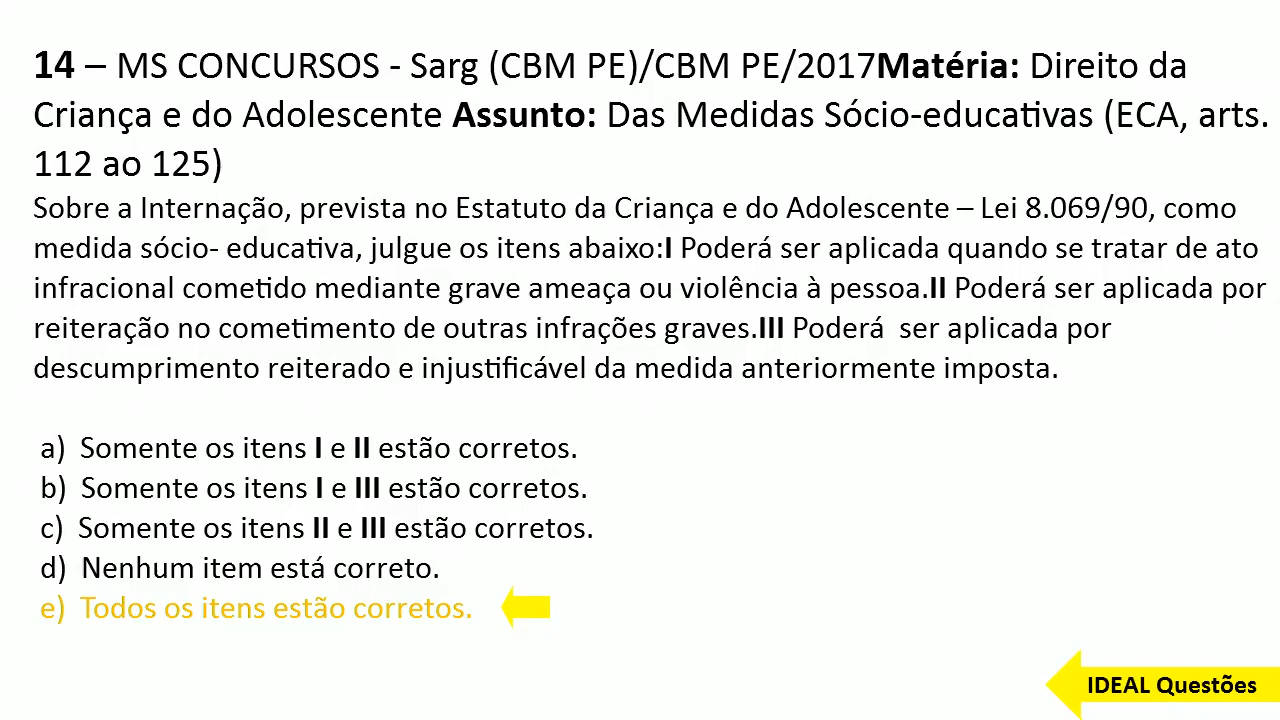 14 – MS CONCURSOS - Sarg (CBM PE)/CBM PE/2017Matéria: Direito da
Criança e do Adolescente Assunto: Das Medidas Sócio-educativas (ECA, arts.
112 ao 125)
Sobre a Internação, prevista no Estatuto da Criança e do Adolescente – Lei 8.069/90, como
medida sócio- educativa, julgue os itens abaixo:I Poderá ser aplicada quando se tratar de ato
infracional cometido mediante grave ameaça ou violência à pessoa.II Poderá ser aplicada por
reiteração no cometimento de outras infrações graves.III Poderá  ser aplicada por
descumprimento reiterado e injustificável da medida anteriormente imposta.
a) Somente os itens I e II estão corretos.
b) Somente os itens I e III estão corretos.
c) Somente os itens II e III estão corretos.
d) Nenhum item está correto.
e) Todos os itens estão corretos.
IDEAL Questões